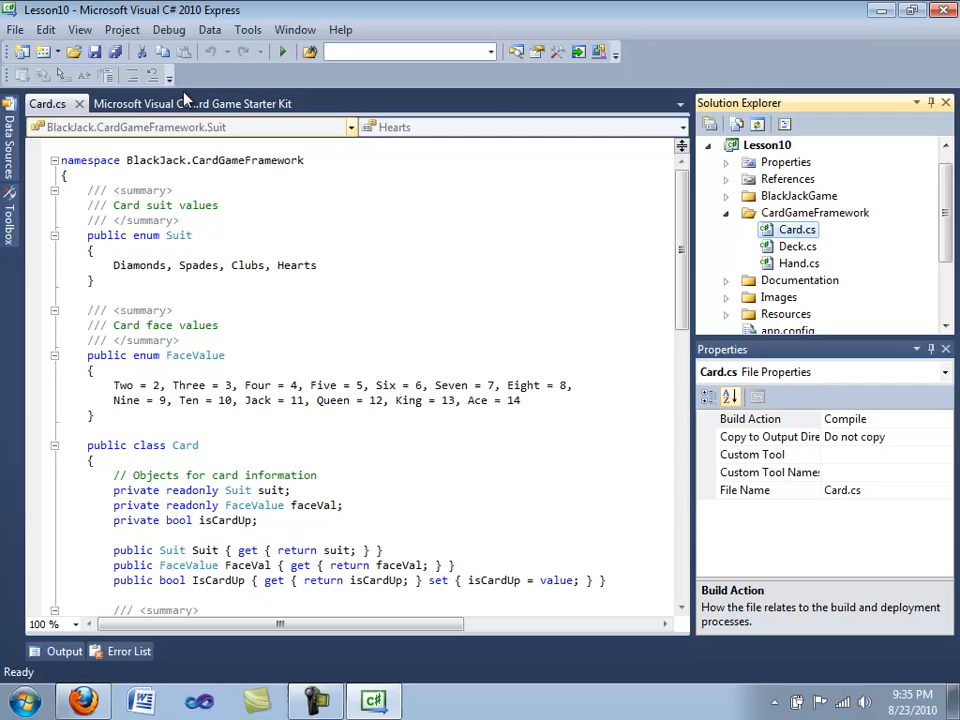 Lesson10 - Microsoft Visual C# 2010 Express
File Edit View Project Debug Data Tools Window Help
Card.cs
Microsoft Visual C rd Game Starter Kit
Data Sources
Toolbox
BlackJack.CardGameFramework.Suit
Hearts
namespace BlackJack.CardGameFramework
{
/// <summary>
/// Card suit values
/// </summary>
public enum Suit
{
Diamonds, Spades, Clubs, Hearts
}
/// <summary>
/// Card face values
/// </summary>
public enum FaceValue
{
Two = 2, Three = 3, Four = 4, Five = 5, Six = 6, Seven = 7, Eight = 8,
Nine = 9, Ten = 10, Jack = 11, Queen = 12, King = 13, Ace = 14
}
public class Card
{
// Objects for card information
private readonly Suit suit;
private readonly FaceValue faceVal;
private bool isCardUp;
public Suit Suit { get { return suit; } }
public FaceValue FaceVal { get { return faceVal; } }
public bool IsCardUp { get { return isCardUp; } set { isCardUp = value; } }
/// <summary>
100 %
Solution Explorer
Lesson10
Properties
References
BlackJackGame
CardGameFramework
Card.cs
Deck.cs
Hand.cs
Documentation
Images
Resources
app.config
Properties
Card.cs File Properties
Build Action Compile
Copy to Output Dire Do not copy
Custom Tool
Custom Tool Names
File Name Card.cs
Build Action
How the file relates to the build and deployment
processes.
Output
Error List
Ready
9:35 PM
8/23/2010